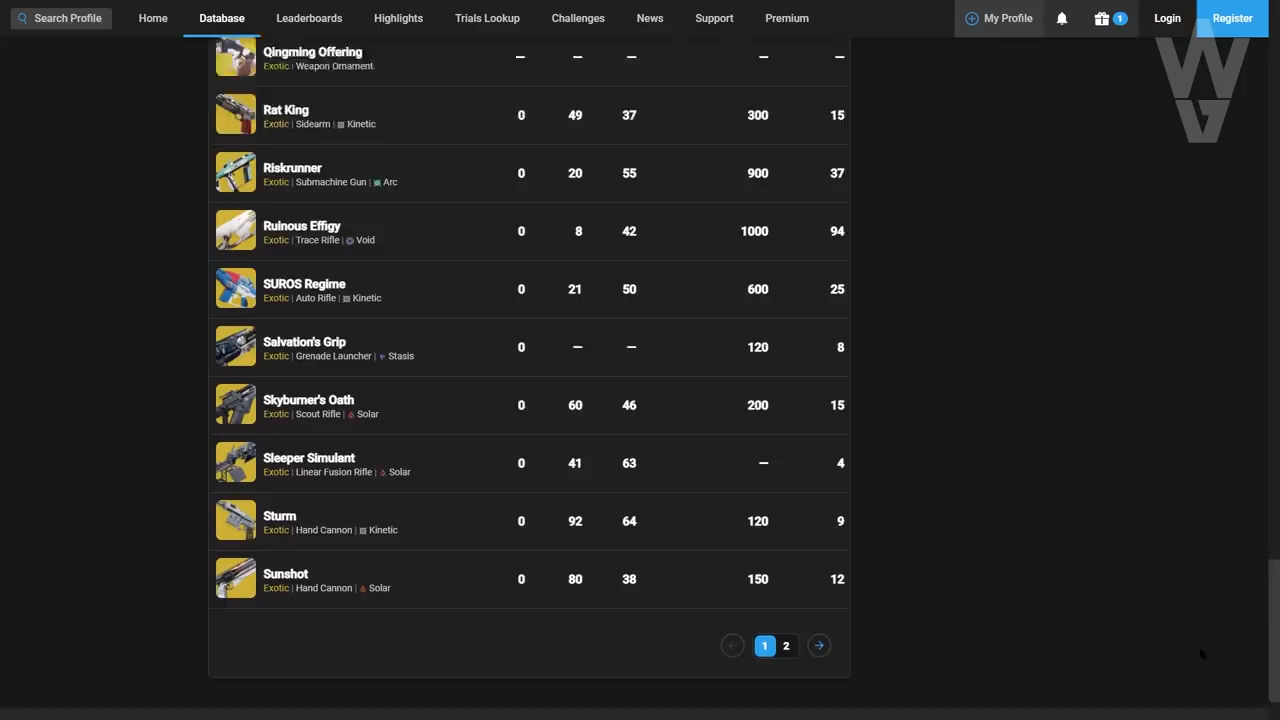 Search Profile Home Database Leaderboards Highlights Trials Lookup Challenges News Support Premium My Profile 1 Login Register
WG
Qingming Offering — — — — —
Exotic | Weapon Ornament
Rat King 0 49 37 300 15
Exotic | Sidearm | Kinetic
Riskrunner 0 20 55 900 37
Exotic | Submachine Gun | Arc
Ruinous Effigy 0 8 42 1000 94
Exotic | Trace Rifle | Void
SUROS Regime 0 21 50 600 25
Exotic | Auto Rifle | Kinetic
Salvation's Grip 0 — — 120 8
Exotic | Grenade Launcher | Stasis
Skyburner's Oath 0 60 46 200 15
Exotic | Scout Rifle | Solar
Sleeper Simulant 0 41 63 — 4
Exotic | Linear Fusion Rifle | Solar
Sturm 0 92 64 120 9
Exotic | Hand Cannon | Kinetic
Sunshot 0 80 38 150 12
Exotic | Hand Cannon | Solar
← 1 2 →